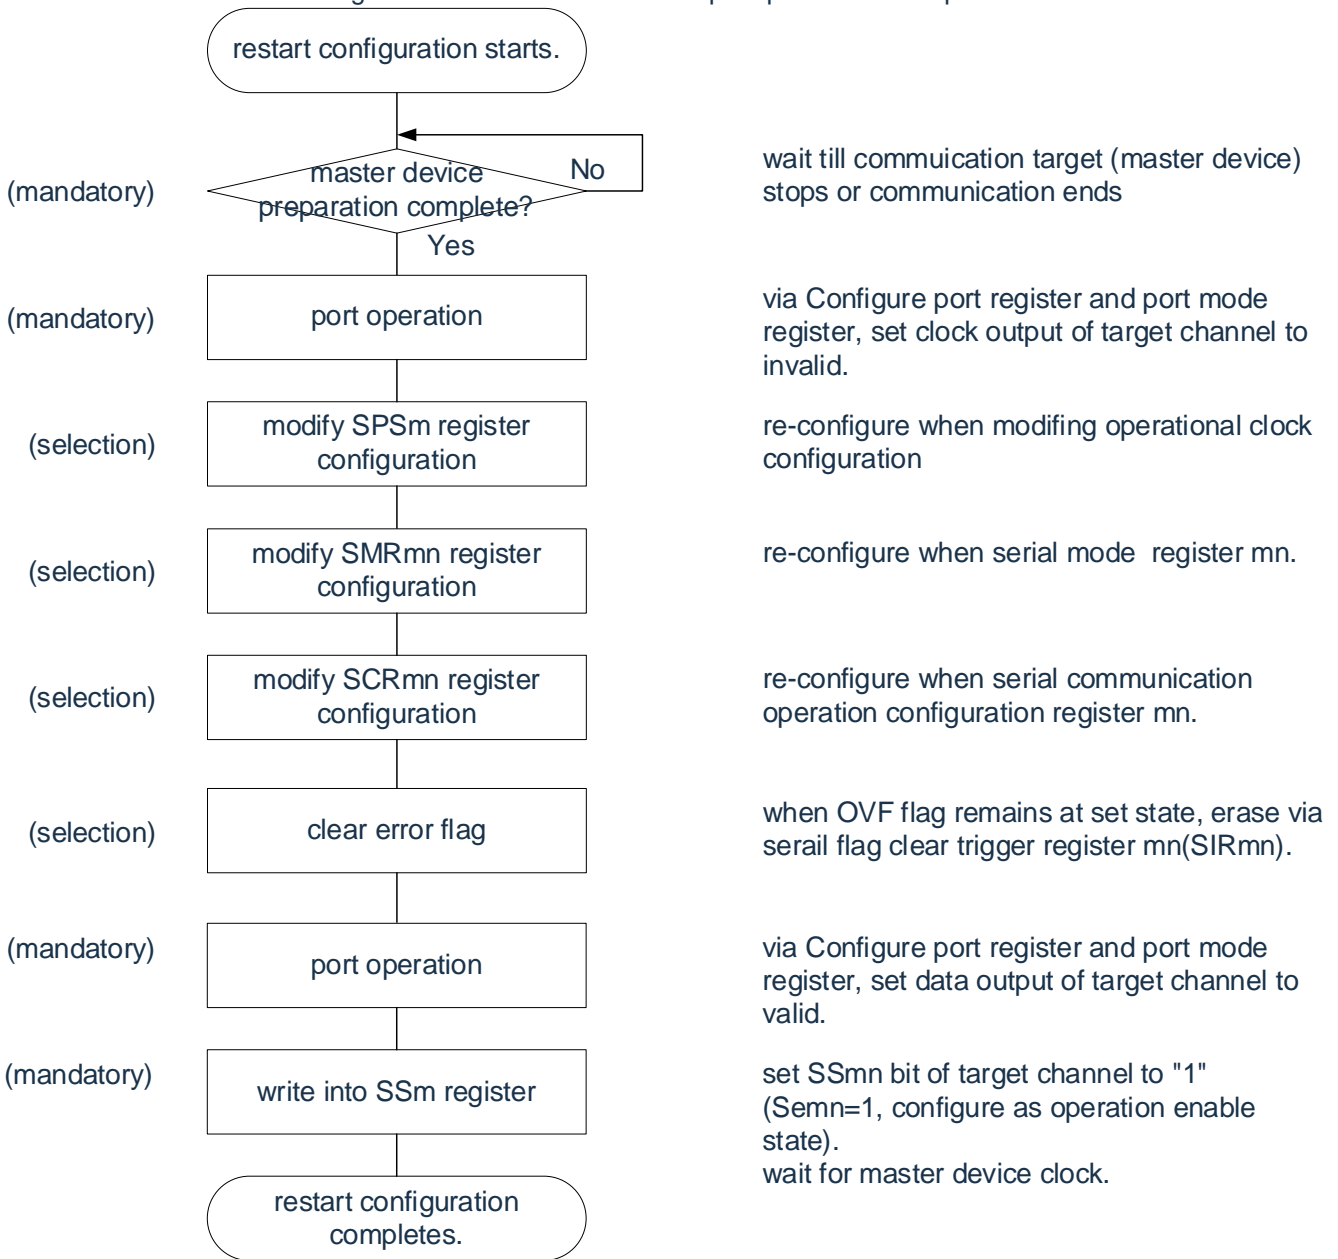 restart configuration starts.
master device
preparation complete?
No
Yes
(mandatory)
wait till commuication target (master device)
stops or communication ends
(mandatory)
port operation
via Configure port register and port mode
register, set clock output of target channel to
invalid.
(selection)
modify SPSm register
configuration
re-configure when modifing operational clock
configuration
(selection)
modify SMRmn register
configuration
re-configure when serial mode  register mn.
(selection)
modify SCRmn register
configuration
re-configure when serial communication
operation configuration register mn.
(selection)
clear error flag
when OVF flag remains at set state, erase via
serail flag clear trigger register mn(SIRmn).
(mandatory)
port operation
via Configure port register and port mode
register, set data output of target channel to
valid.
(mandatory)
write into SSm register
set SSmn bit of target channel to "1"
(Semn=1, configure as operation enable
state).
wait for master device clock.
restart configuration
completes.